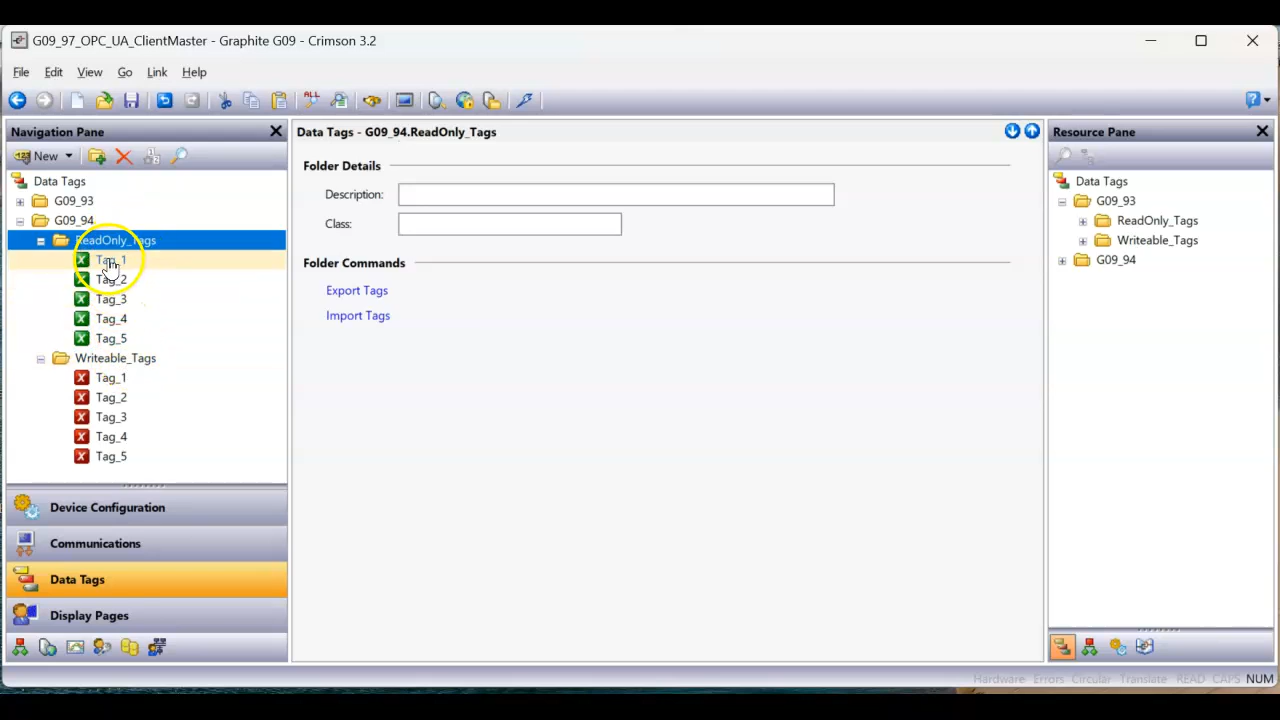 G09_97_OPC_UA_ClientMaster - Graphite G09 - Crimson 3.2
File Edit View Go Link Help
Navigation Pane
New
Data Tags
G09_93
G09_94
ReadOnly_Tags
Tag_1
Tag_2
Tag_3
Tag_4
Tag_5
Writeable_Tags
Tag_1
Tag_2
Tag_3
Tag_4
Tag_5
Device Configuration
Communications
Data Tags
Display Pages
Data Tags - G09_94.ReadOnly_Tags
Folder Details
Description:
Class:
Folder Commands
Export Tags
Import Tags
Resource Pane
Data Tags
G09_93
ReadOnly_Tags
Writeable_Tags
G09_94
Hardware Errors Circular Translate READ CAPS NUM